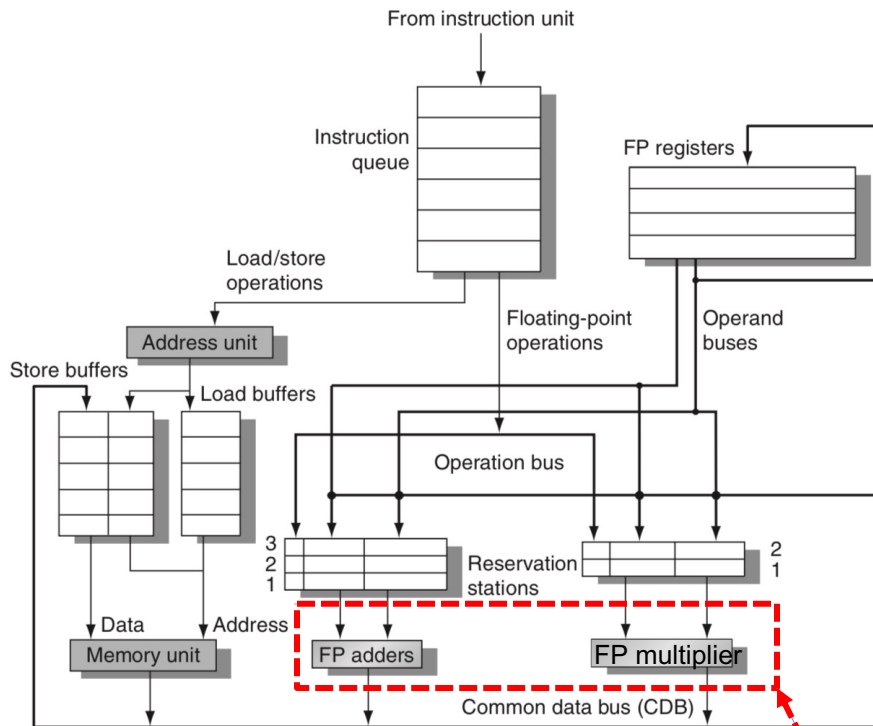 From instruction unit
Instruction
queue
FP registers
Load/store
operations
Floating-point
operations
Operand
buses
Address unit
Store buffers
Load buffers
Operation bus
3
2
1
Reservation
stations
2
1
Data
Address
Memory unit
FP adders
FP multiplier
Common data bus (CDB)